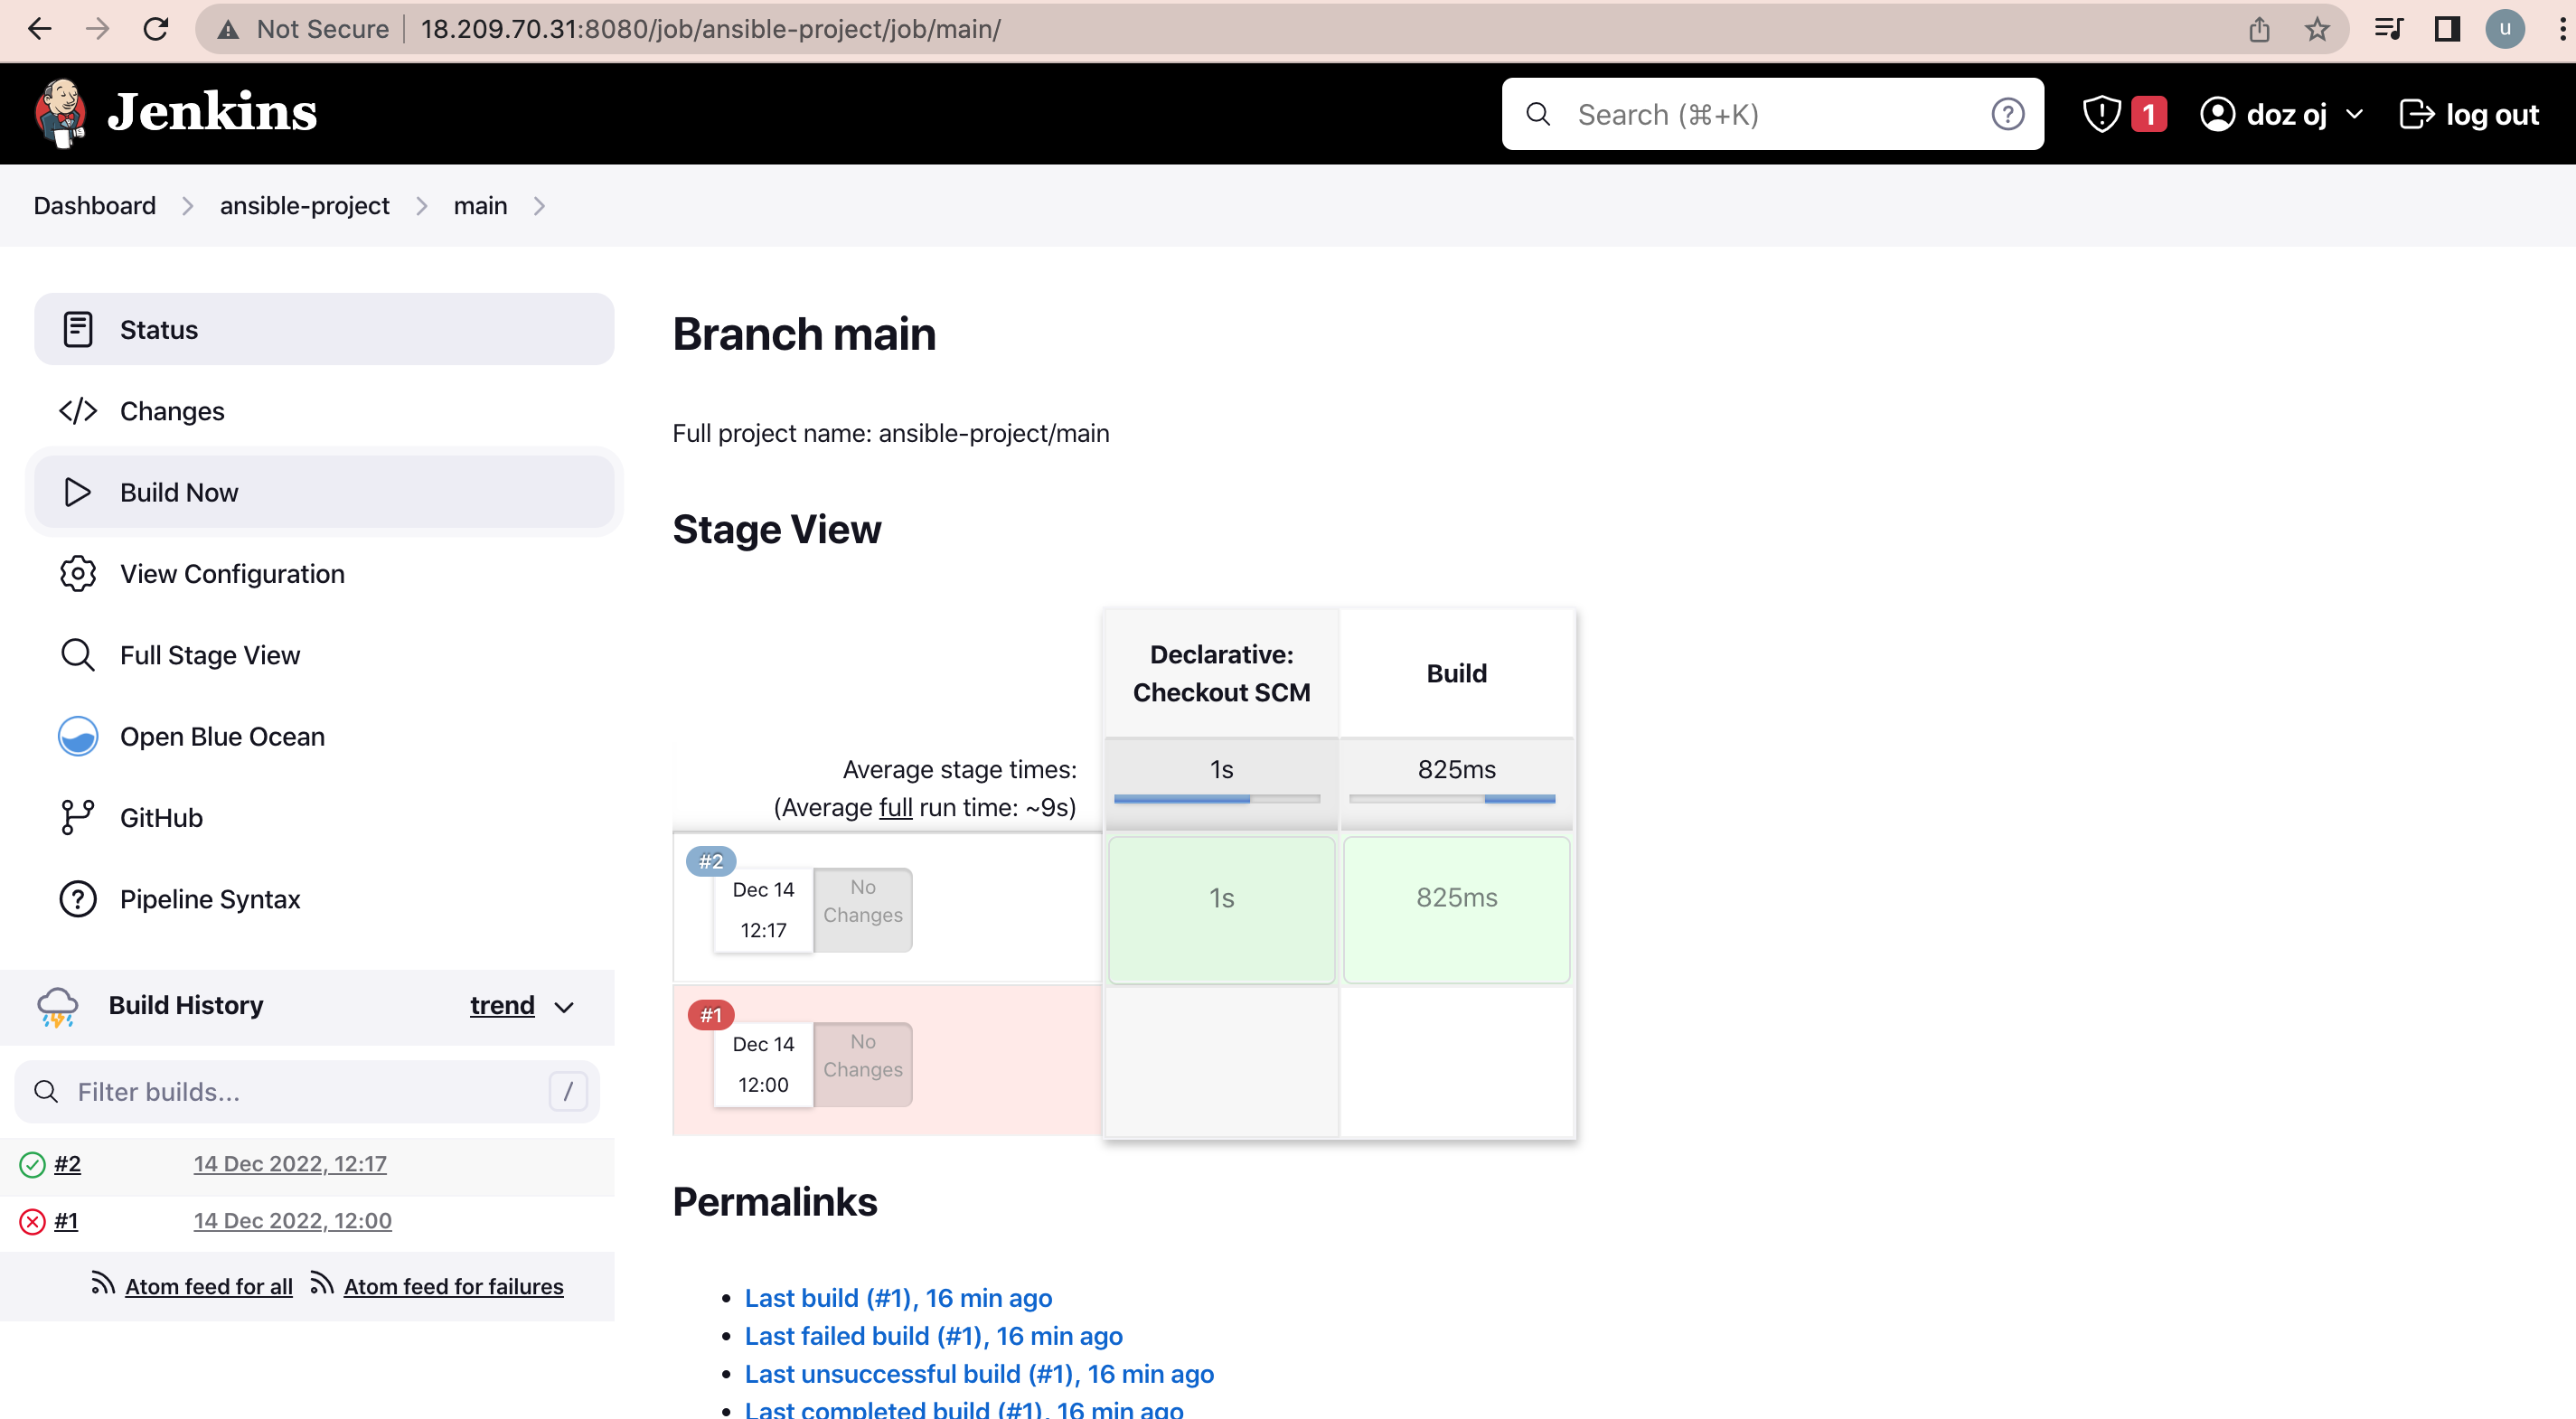 Not Secure
18.209.70.31:8080/job/ansible-project/job/main/
u
Jenkins
Search (⌘+K)
1
doz oj
log out
Dashboard
ansible-project
main
Status
Changes
Build Now
View Configuration
Full Stage View
Open Blue Ocean
GitHub
Pipeline Syntax
Build History
trend
Filter builds...
/
#2
14 Dec 2022, 12:17
#1
14 Dec 2022, 12:00
Atom feed for all
Atom feed for failures
Branch main
Full project name: ansible-project/main
Stage View
Declarative:
Checkout SCM
Build
Average stage times:
(Average full run time: ~9s)
1s
825ms
#2
Dec 14
12:17
No
Changes
1s
825ms
#1
Dec 14
12:00
No
Changes
Permalinks
Last build (#1), 16 min ago
Last failed build (#1), 16 min ago
Last unsuccessful build (#1), 16 min ago
Last completed build (#1), 16 min ago